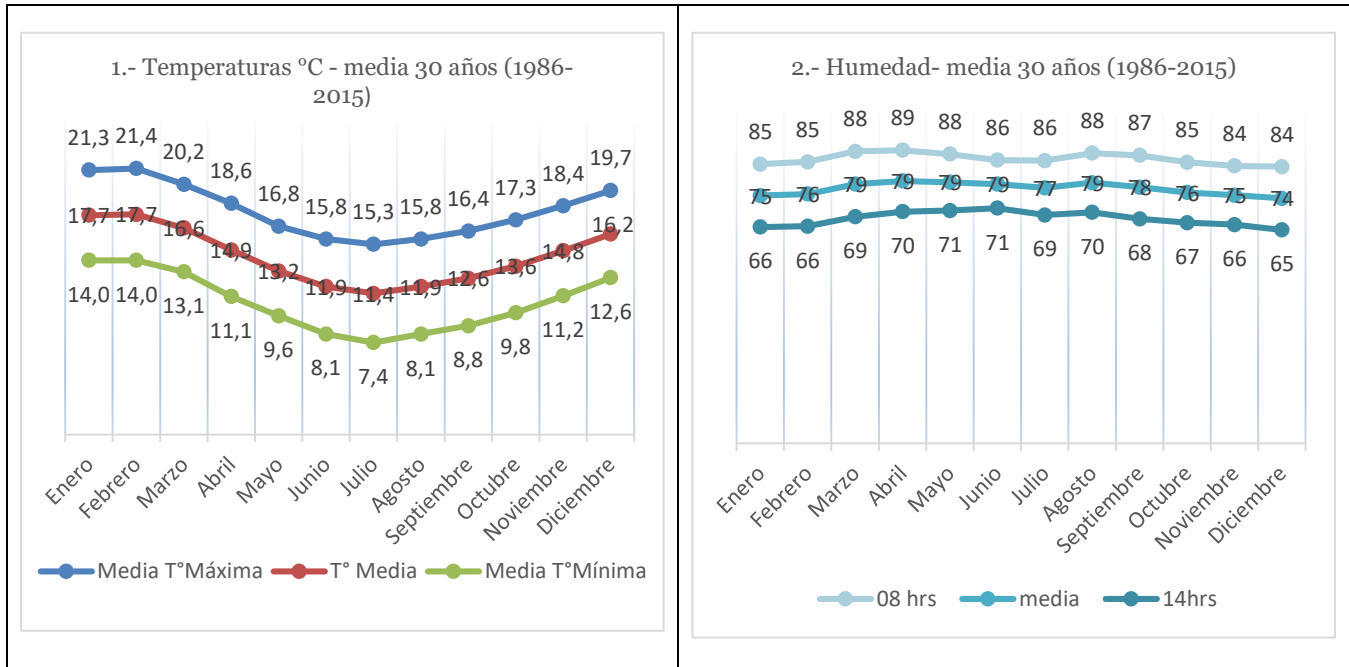 1.- Temperaturas °C - media 30 años (1986-
2015)
21,3 21,4 20,2 18,6 16,8 15,8 15,3 15,8 16,4 17,3 18,4 19,7
17,7 17,7 16,6 14,9 13,2 11,9 11,4 11,9 12,6 13,6 14,8 16,2
14,0 14,0 13,1 11,1 9,6 8,1 7,4 8,1 8,8 9,8 11,2 12,6
Enero Febrero Marzo Abril Mayo Junio Julio Agosto Septiembre Octubre Noviembre Diciembre
Media T°Máxima T° Media Media T°Mínima
2.- Humedad- media 30 años (1986-2015)
85 85 88 89 88 86 86 88 87 85 84 84
75 76 79 79 79 79 77 79 78 76 75 74
66 66 69 70 71 71 69 70 68 67 66 65
Enero Febrero Marzo Abril Mayo Junio Julio Agosto Septiembre Octubre Noviembre Diciembre
08 hrs media 14hrs